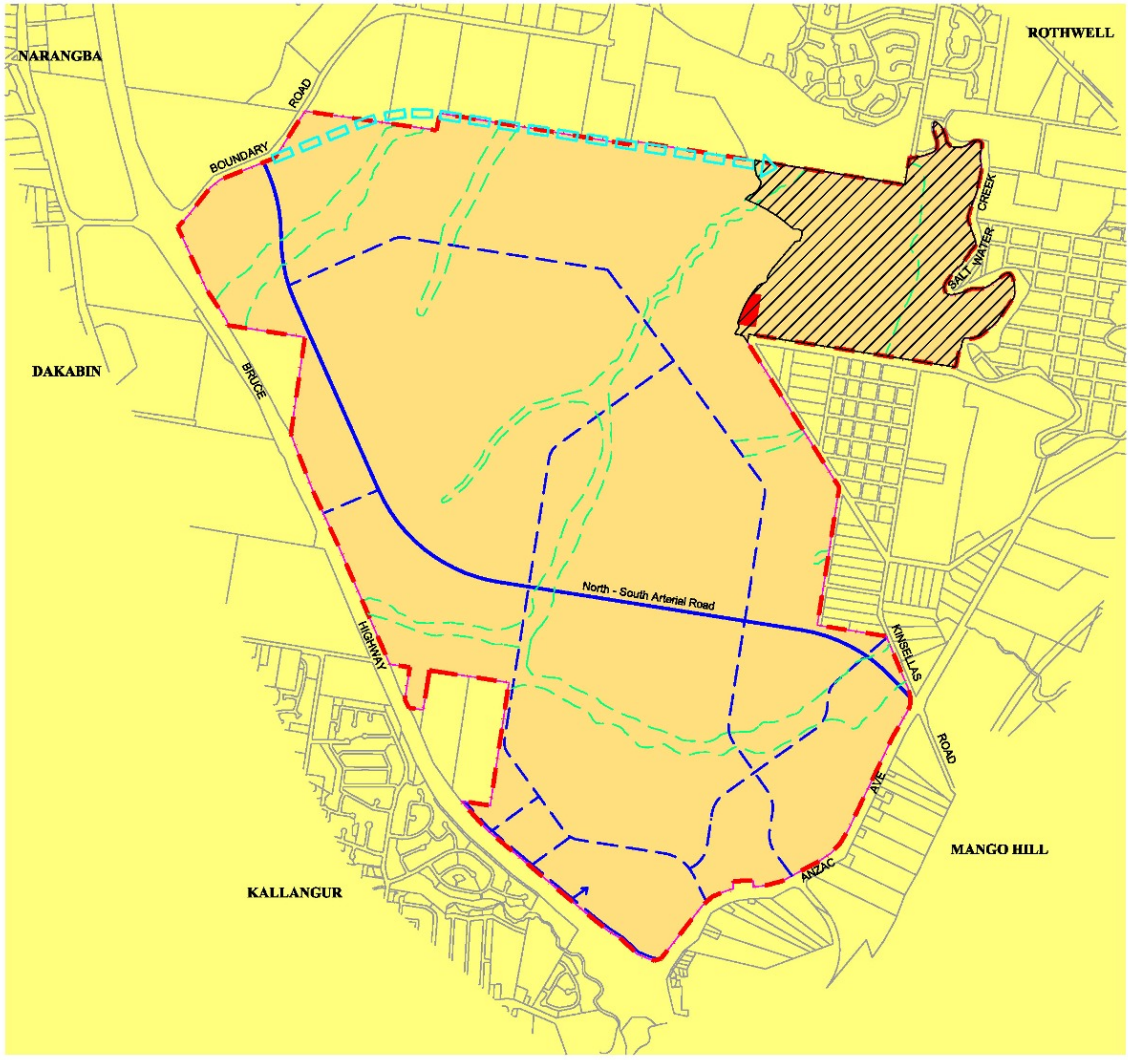 ROTHWELL
NARANGBA
ROAD
BOUNDARY
CREEK
SALT WATER
DAKABIN
BRUCE
North - South Arterial Road
HIGHWAY
KINSELLAS
ROAD
AVE
ANZAC
MANGO HILL
KALLANGUR